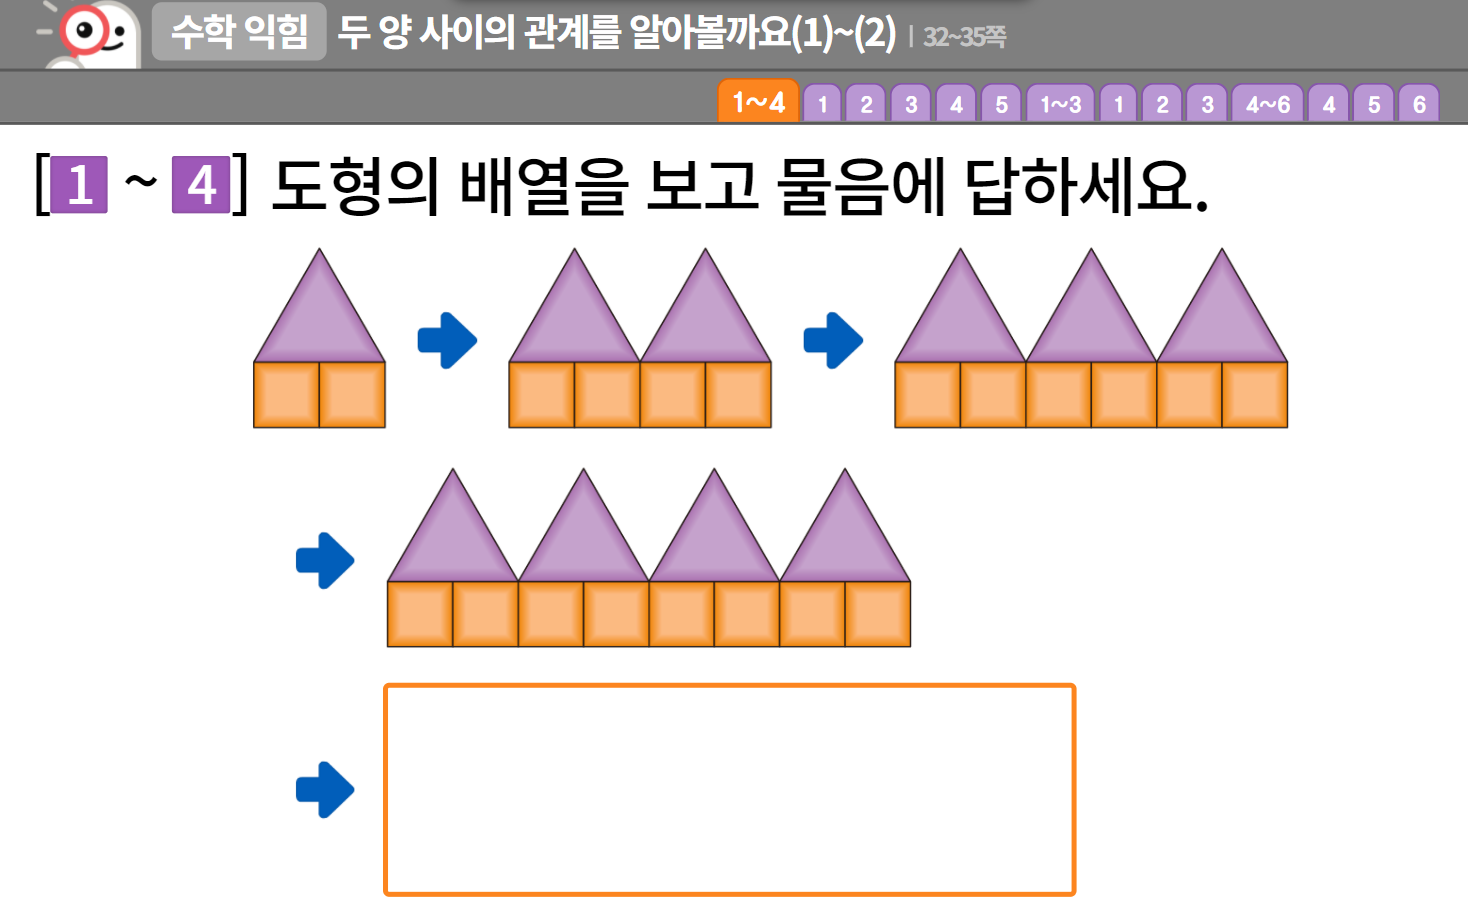 수학 익힘 두 양 사이의 관계를 알아볼까요(1)~(2) | 32~35쪽
1~4 1 2 3 4 5 1~3 1 2 3 4~6 4 5 6
[1 ~ 4] 도형의 배열을 보고 물음에 답하세요.